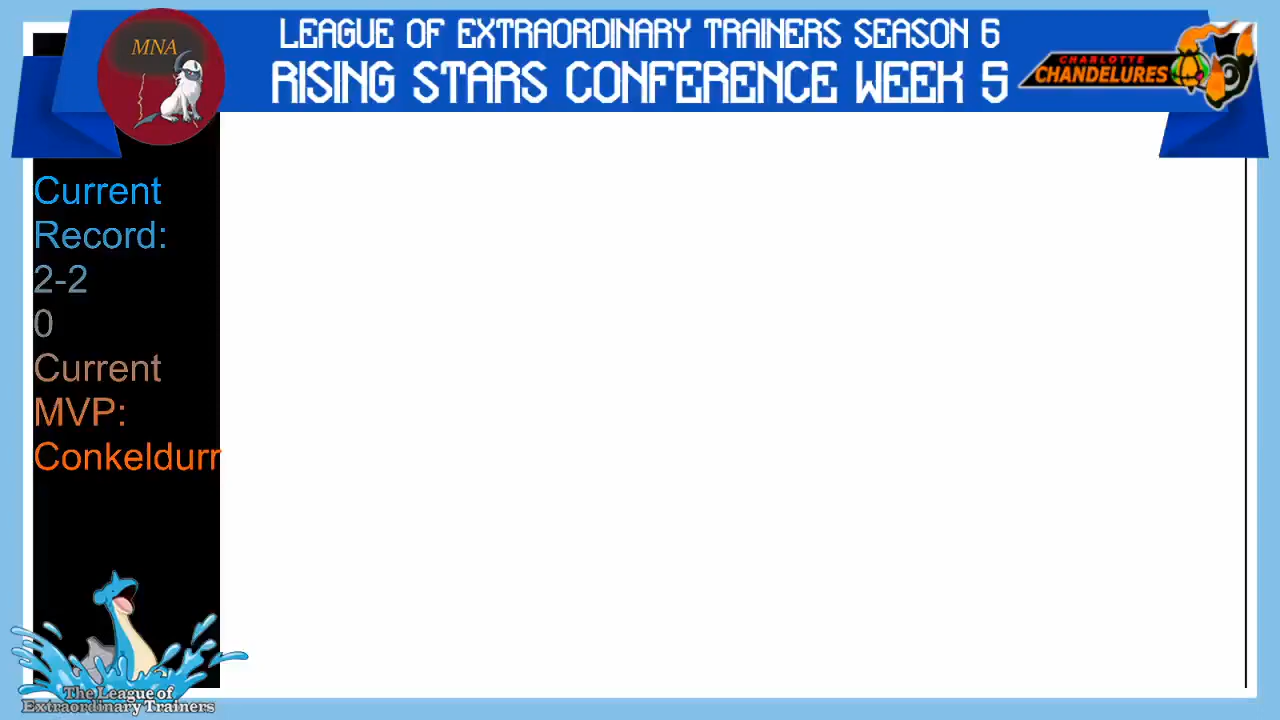 LEAGUE OF EXTRAORDINARY TRAINERS SEASON 6
RISING STARS CONFERENCE WEEK 5
MNA
CHARLOTTE
CHANDELURES
Current
Record:
2-2
0
Current
MVP:
Conkeldurr
The League of
Extraordinary Trainers